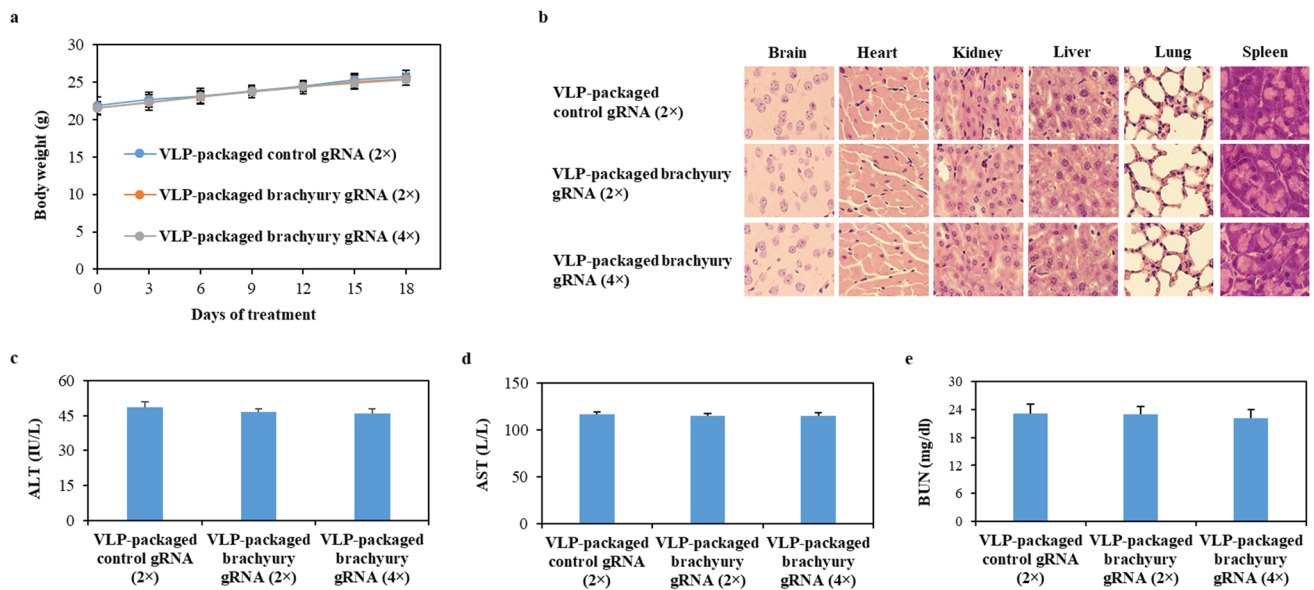 a
30
25
20
15
10
5
0
Body weight (g)
VLP-packaged control gRNA (2×)
VLP-packaged brachyury gRNA (2×)
VLP-packaged brachyury gRNA (4×)
0 3 6 9 12 15 18
Days of treatment
b
Brain Heart Kidney Liver Lung Spleen
VLP-packaged
control gRNA (2×)
VLP-packaged brachyury
gRNA (2×)
VLP-packaged brachyury
gRNA (4×)
c
60
45
30
15
0
ALT (IU/L)
VLP-packaged VLP-packaged VLP-packaged
control gRNA brachyury brachyury
(2×) gRNA (2×) gRNA (4×)
d
150
100
50
0
AST (L/L)
VLP-packaged VLP-packaged VLP-packaged
control gRNA brachyury brachyury
(2×) gRNA (2×) gRNA (4×)
e
30
24
18
12
6
0
BUN (mg/dl)
VLP-packaged VLP-packaged VLP-packaged
control gRNA brachyury brachyury
(2×) gRNA (2×) gRNA (4×)